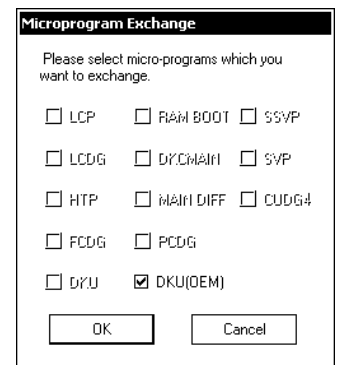 Microprogram Exchange
Please select micro-programs which you
want to exchange.
LCP RAM BOOT SSVP
LCDG DKCMAIN SVP
HTP MAIN DIFF CUDG4
FCDG PCDG
DKU DKU(OEM)
OK Cancel